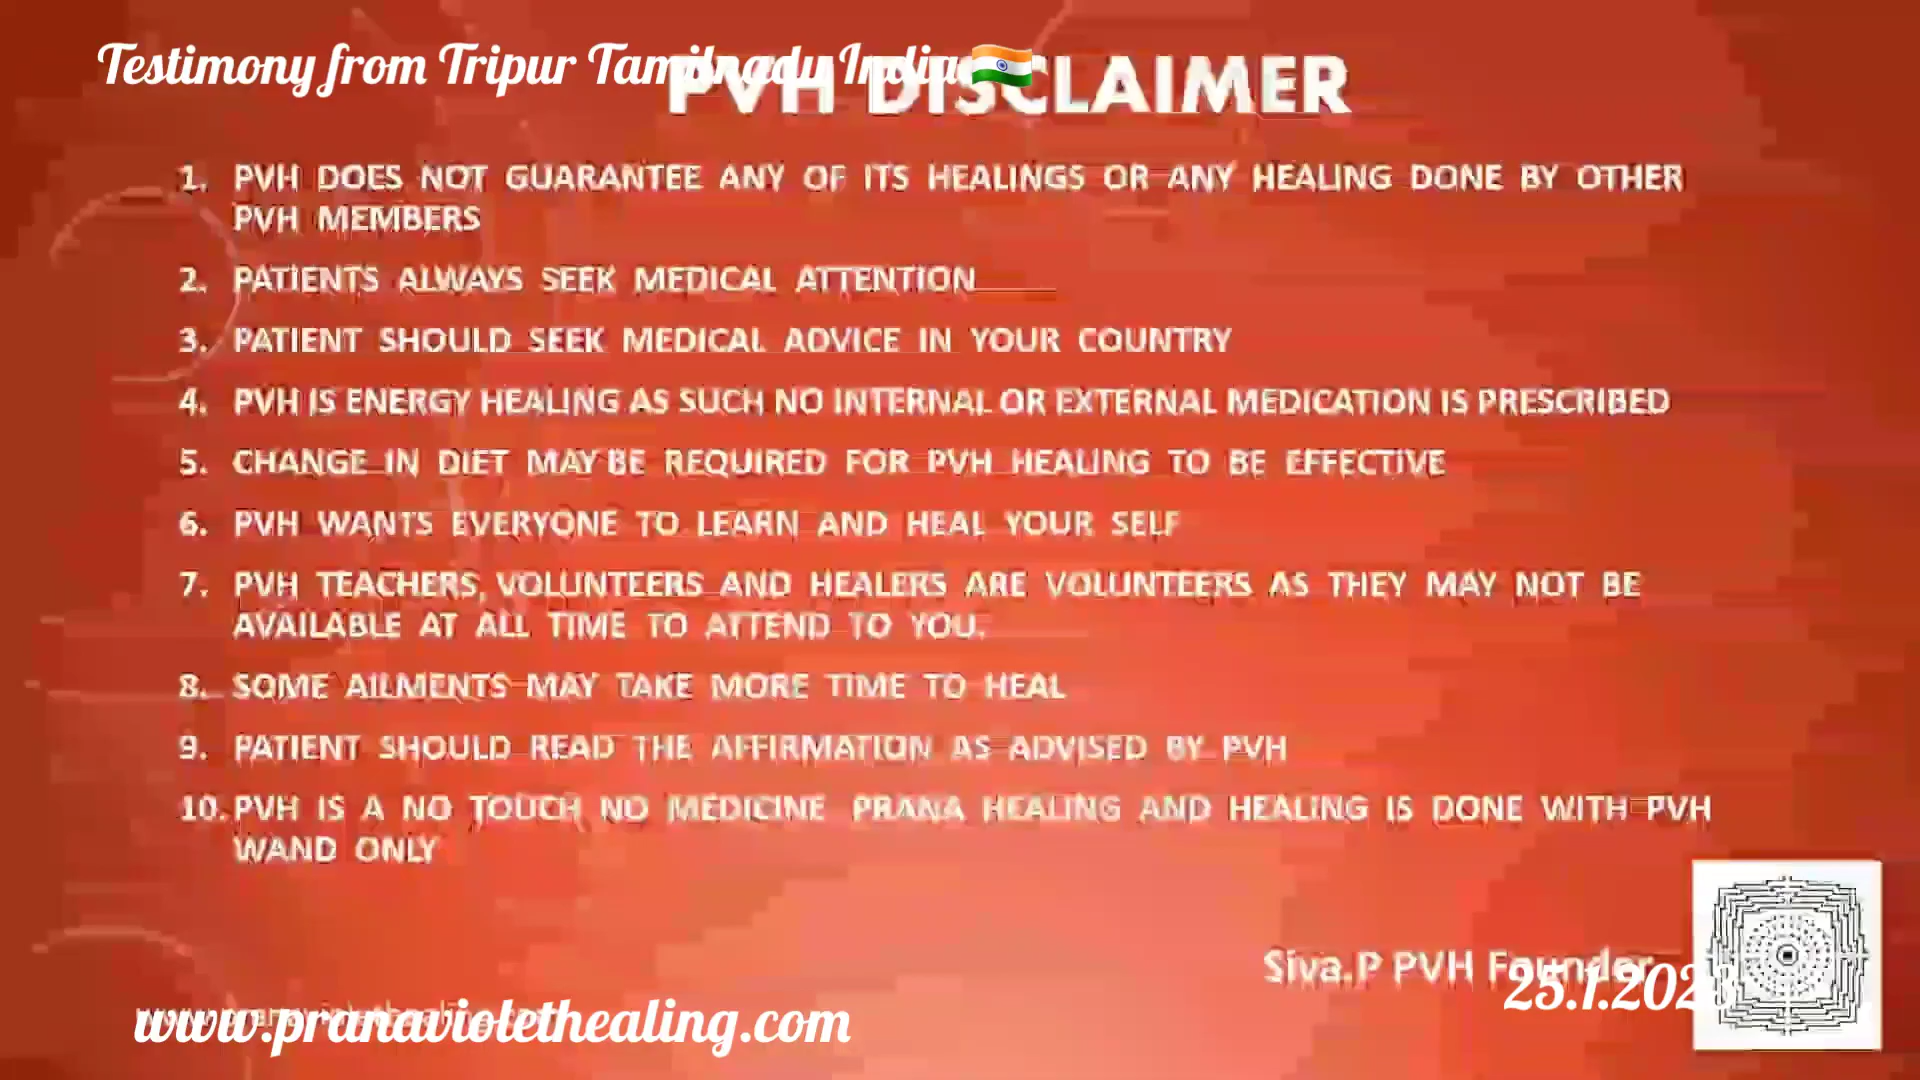 Testimony from Tripur Tamilnadu India
PVH DISCLAIMER
1. PVH DOES NOT GUARANTEE ANY OF ITS HEALINGS OR ANY HEALING DONE BY OTHER
PVH MEMBERS
2. PATIENTS ALWAYS SEEK MEDICAL ATTENTION
3. PATIENT SHOULD SEEK MEDICAL ADVICE IN YOUR COUNTRY
4. PVH IS ENERGY HEALING AS SUCH NO INTERNAL OR EXTERNAL MEDICATION IS PRESCRIBED
5. CHANGE IN DIET MAY BE REQUIRED FOR PVH HEALING TO BE EFFECTIVE
6. PVH WANTS EVERYONE TO LEARN AND HEAL YOUR SELF
7. PVH TEACHERS, VOLUNTEERS AND HEALERS ARE VOLUNTEERS AS THEY MAY NOT BE
AVAILABLE AT ALL TIME TO ATTEND TO YOU.
8. SOME AILMENTS MAY TAKE MORE TIME TO HEAL
9. PATIENT SHOULD READ THE AFFIRMATION AS ADVISED BY PVH
10. PVH IS A NO TOUCH NO MEDICINE PRANA HEALING AND HEALING IS DONE WITH PVH
WAND ONLY
Siva.P PVH Founder
www.pranaviolethealing.com